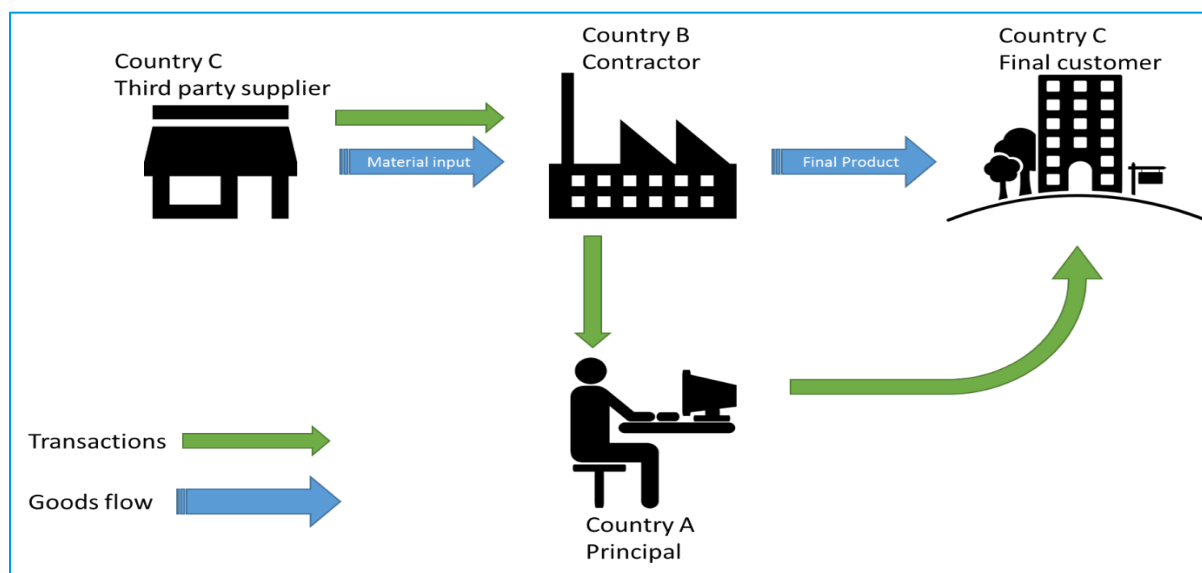 Country C
Third party supplier
Country B
Contractor
Country C
Final customer
Material input
Final Product
Transactions
Goods flow
Country A
Principal